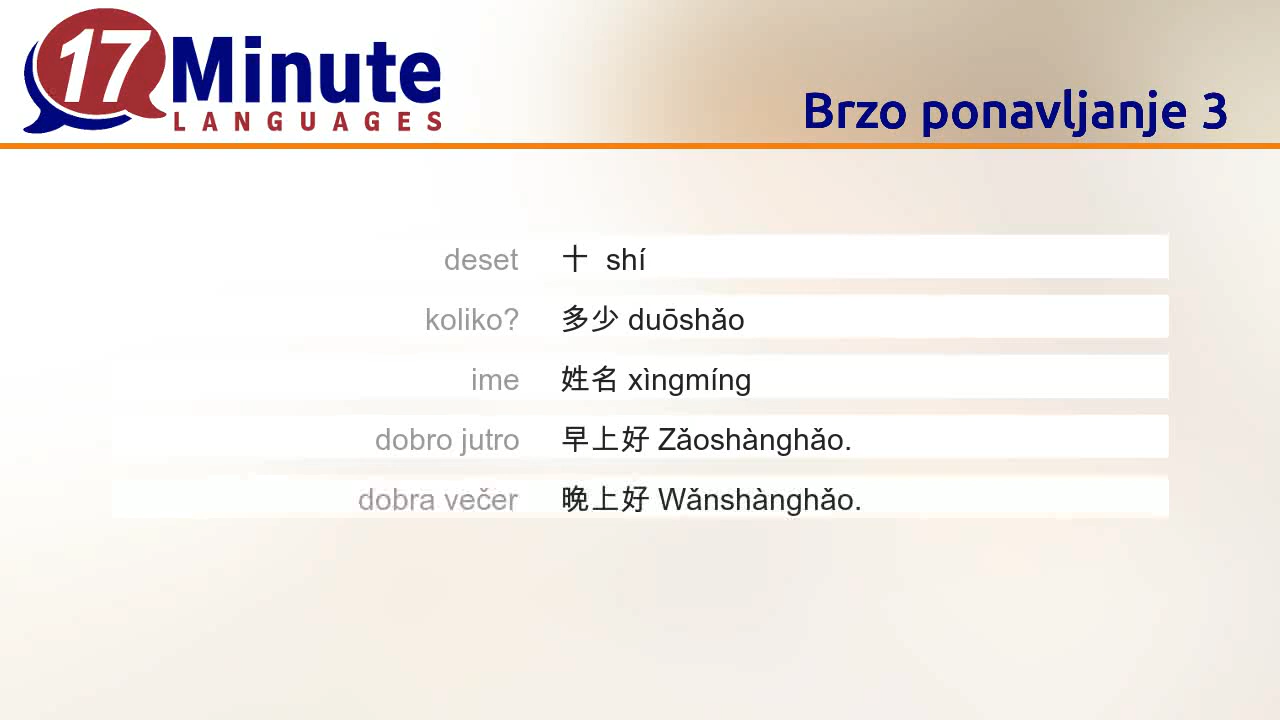 17 Minute
LANGUAGES
Brzo ponavljanje 3
deset 十 shí
koliko? 多少 duōshǎo
ime 姓名 xìngmíng
dobro jutro 早上好 Zǎoshànghǎo.
dobra večer 晚上好 Wǎnshànghǎo.